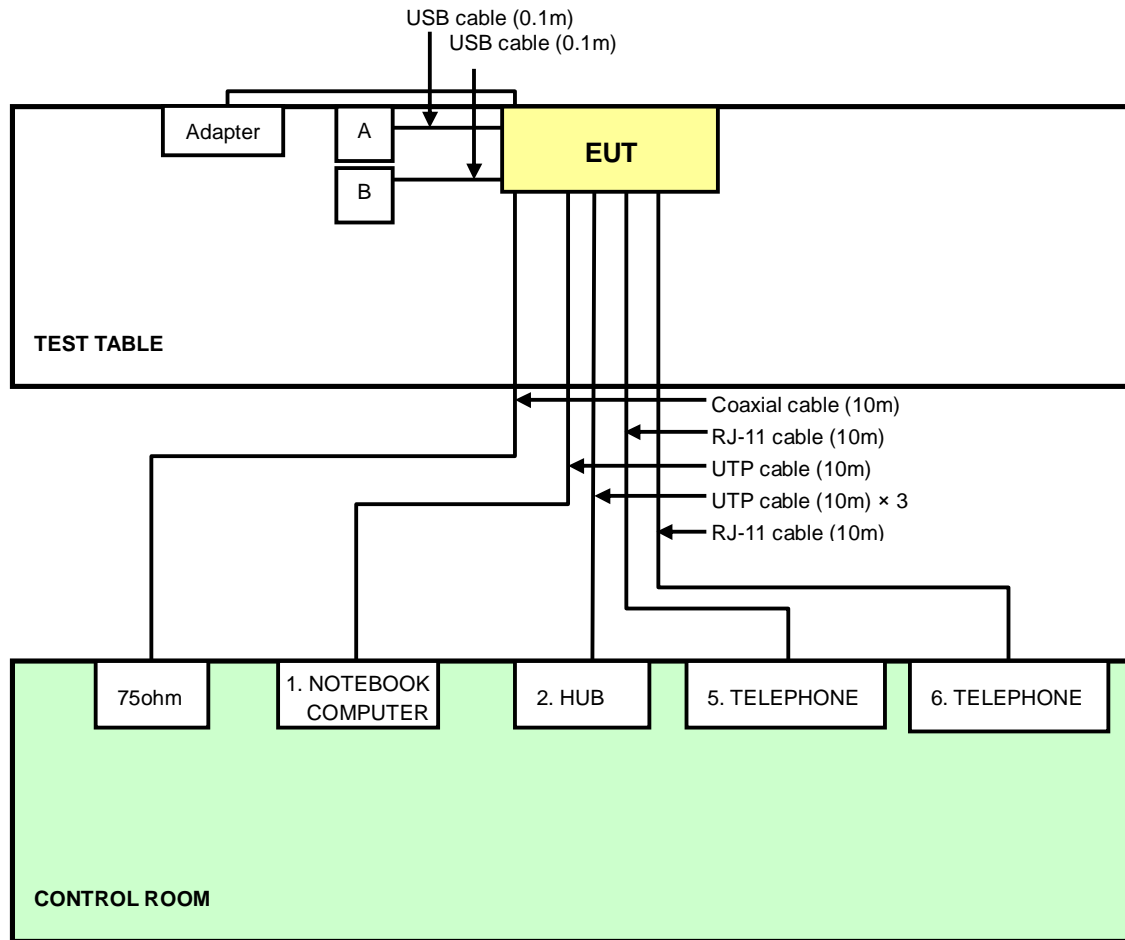 USB cable (0.1m)
USB cable (0.1m)
Adapter
A
B
EUT
TEST TABLE
Coaxial cable (10m)
RJ-11 cable (10m)
UTP cable (10m)
UTP cable (10m) × 3
RJ-11 cable (10m)
75ohm
1. NOTEBOOK
COMPUTER
2. HUB
5. TELEPHONE
6. TELEPHONE
CONTROL ROOM